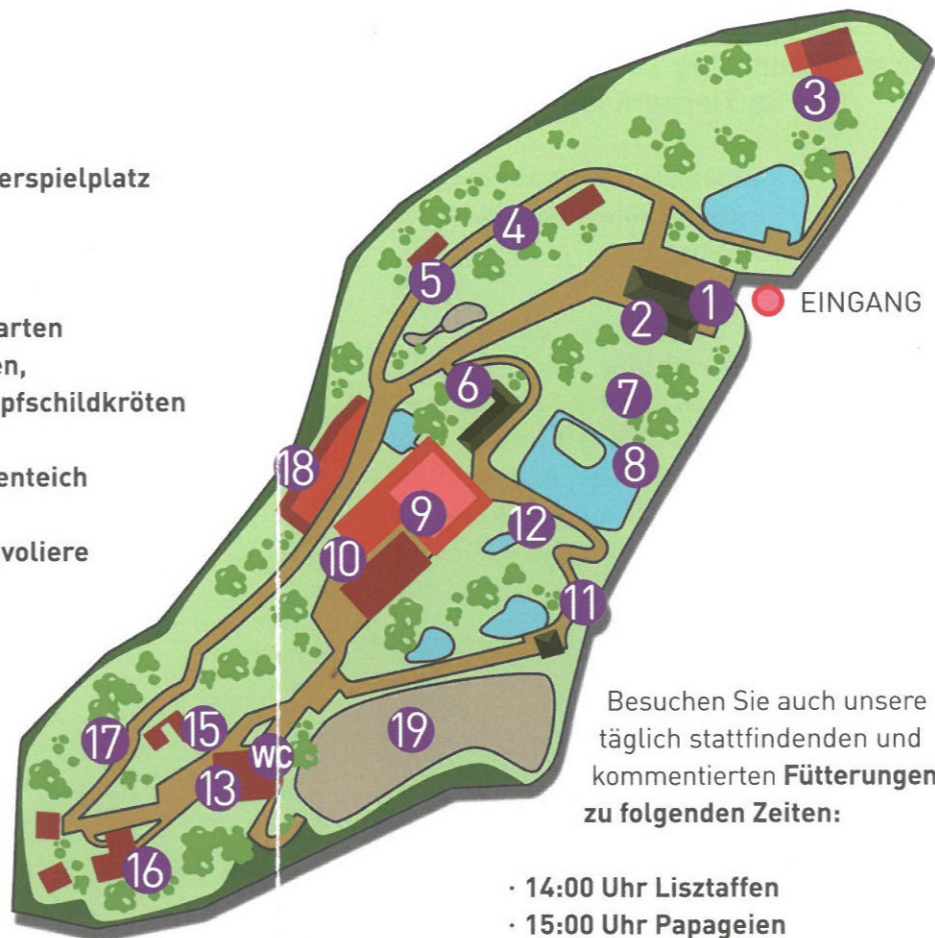 erspielplatz
arten
en,
pfschildkröten
enteich
voliere
3
4
5
1
EINGANG
2
6
7
18
8
9
12
10
11
17
15
WC
19
13
16
Besuchen Sie auch unsere
täglich stattfindenden und
kommentierten Fütterungen
zu folgenden Zeiten:
· 14:00 Uhr Lisztaffen
· 15:00 Uhr Papageien